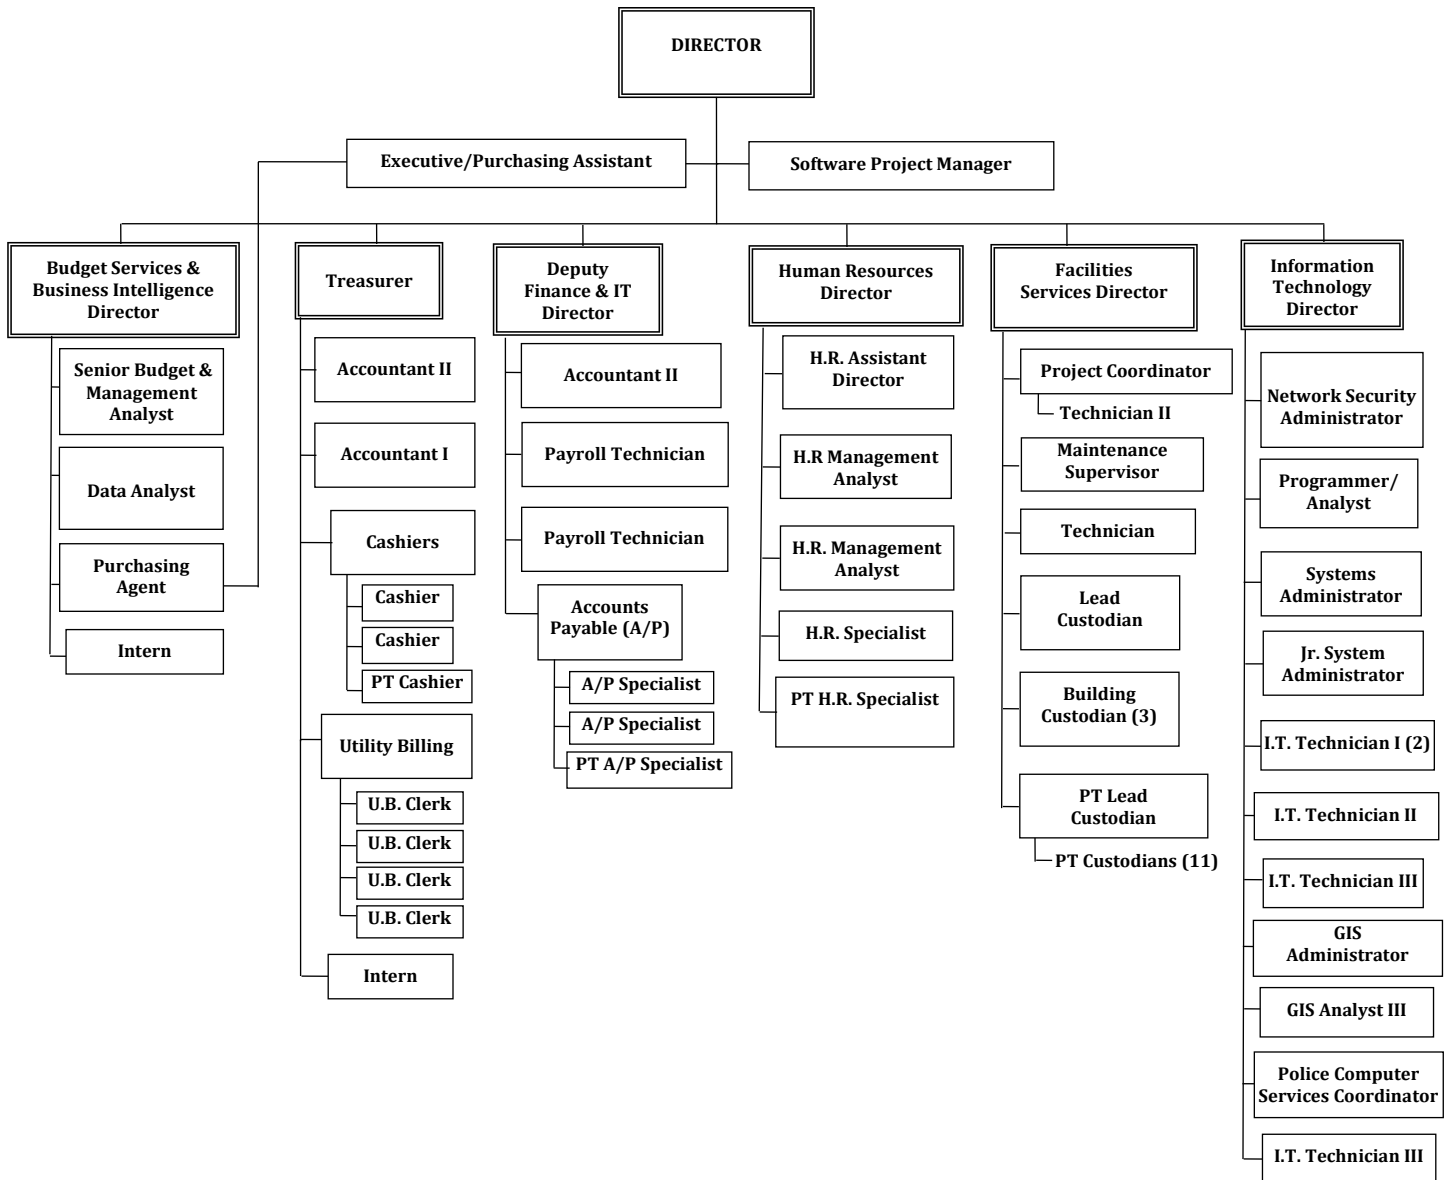 DIRECTOR
Executive/Purchasing Assistant
Software Project Manager
Budget Services &
Business Intelligence
Director
Senior Budget &
Management
Analyst
Data Analyst
Purchasing
Agent
Intern
Treasurer
Accountant II
Accountant I
Cashiers
Cashier
Cashier
PT Cashier
Utility Billing
U.B. Clerk
U.B. Clerk
U.B. Clerk
U.B. Clerk
Intern
Deputy
Finance & IT
Director
Accountant II
Payroll Technician
Payroll Technician
Accounts
Payable (A/P)
A/P Specialist
A/P Specialist
PT A/P Specialist
Human Resources
Director
H.R. Assistant
Director
H.R Management
Analyst
H.R. Management
Analyst
H.R. Specialist
PT H.R. Specialist
Facilities
Services Director
Project Coordinator
Technician II
Maintenance
Supervisor
Technician
Lead
Custodian
Building
Custodian (3)
PT Lead
Custodian
PT Custodians (11)
Information
Technology
Director
Network Security
Administrator
Programmer/
Analyst
Systems
Administrator
Jr. System
Administrator
I.T. Technician I (2)
I.T. Technician II
I.T. Technician III
GIS
Administrator
GIS Analyst III
Police Computer
Services Coordinator
I.T. Technician III